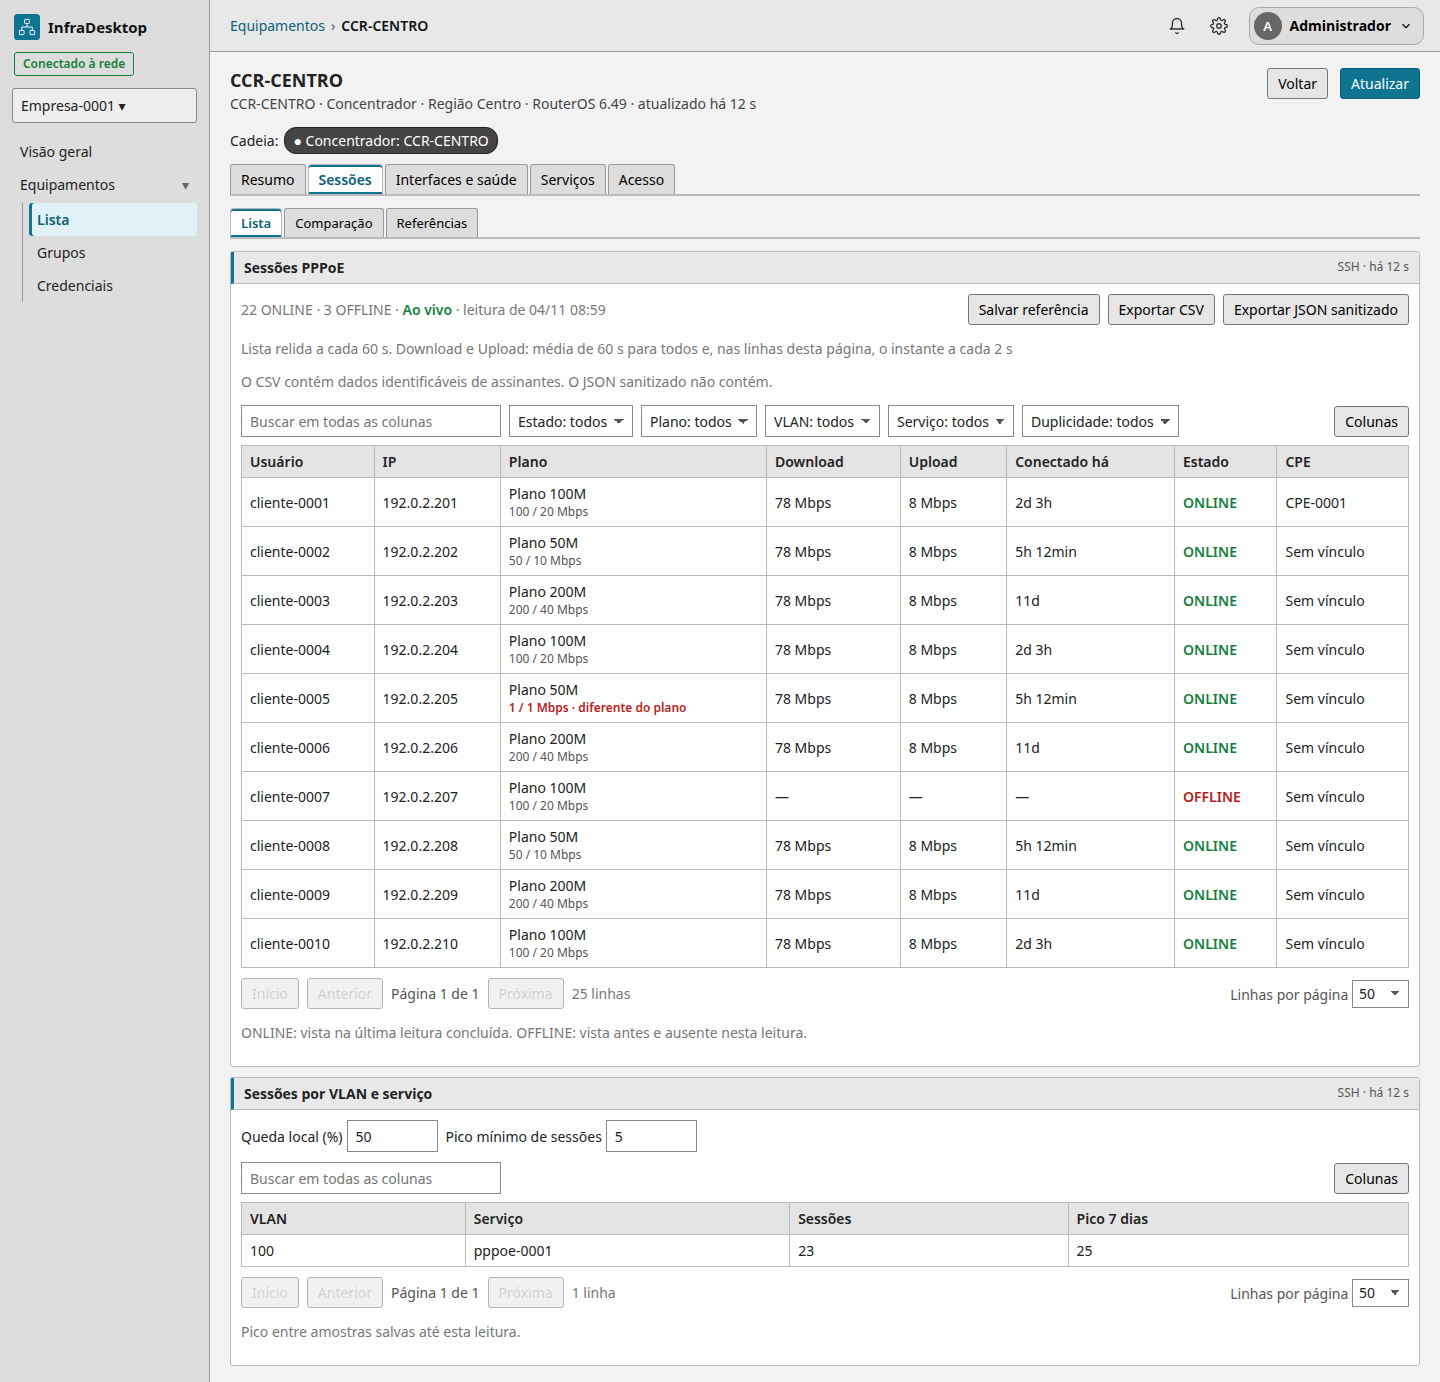 InfraDesktop
Conectado à rede
Empresa-0001 ▾
Visão geral
Equipamentos ▾
Lista
Grupos
Credenciais
Equipamentos › CCR-CENTRO
A Administrador
CCR-CENTRO
CCR-CENTRO · Concentrador · Região Centro · RouterOS 6.49 · atualizado há 12 s
Voltar Atualizar
Cadeia: ● Concentrador: CCR-CENTRO
Resumo Sessões Interfaces e saúde Serviços Acesso
Lista Comparação Referências
Sessões PPPoE SSH · há 12 s
22 ONLINE · 3 OFFLINE · Ao vivo · leitura de 04/11 08:59
Salvar referência Exportar CSV Exportar JSON sanitizado
Lista relida a cada 60 s. Download e Upload: média de 60 s para todos e, nas linhas desta página, o instante a cada 2 s
O CSV contém dados identificáveis de assinantes. O JSON sanitizado não contém.
Buscar em todas as colunas Estado: todos Plano: todos VLAN: todos Serviço: todos Duplicidade: todos Colunas
Usuário IP Plano Download Upload Conectado há Estado CPE
cliente-0001 192.0.2.201 Plano 100M 78 Mbps 8 Mbps 2d 3h ONLINE CPE-0001
100 / 20 Mbps
cliente-0002 192.0.2.202 Plano 50M 78 Mbps 8 Mbps 5h 12min ONLINE Sem vínculo
50 / 10 Mbps
cliente-0003 192.0.2.203 Plano 200M 78 Mbps 8 Mbps 11d ONLINE Sem vínculo
200 / 40 Mbps
cliente-0004 192.0.2.204 Plano 100M 78 Mbps 8 Mbps 2d 3h ONLINE Sem vínculo
100 / 20 Mbps
cliente-0005 192.0.2.205 Plano 50M 78 Mbps 8 Mbps 5h 12min ONLINE Sem vínculo
1 / 1 Mbps · diferente do plano
cliente-0006 192.0.2.206 Plano 200M 78 Mbps 8 Mbps 11d ONLINE Sem vínculo
200 / 40 Mbps
cliente-0007 192.0.2.207 Plano 100M — — — OFFLINE Sem vínculo
100 / 20 Mbps
cliente-0008 192.0.2.208 Plano 50M 78 Mbps 8 Mbps 5h 12min ONLINE Sem vínculo
50 / 10 Mbps
cliente-0009 192.0.2.209 Plano 200M 78 Mbps 8 Mbps 11d ONLINE Sem vínculo
200 / 40 Mbps
cliente-0010 192.0.2.210 Plano 100M 78 Mbps 8 Mbps 2d 3h ONLINE Sem vínculo
100 / 20 Mbps
Início Anterior Página 1 de 1 Próxima 25 linhas Linhas por página 50
ONLINE: vista na última leitura concluída. OFFLINE: vista antes e ausente nesta leitura.
Sessões por VLAN e serviço SSH · há 12 s
Queda local (%) 50 Pico mínimo de sessões 5
Buscar em todas as colunas Colunas
VLAN Serviço Sessões Pico 7 dias
100 pppoe-0001 23 25
Início Anterior Página 1 de 1 Próxima 1 linha Linhas por página 50
Pico entre amostras salvas até esta leitura.